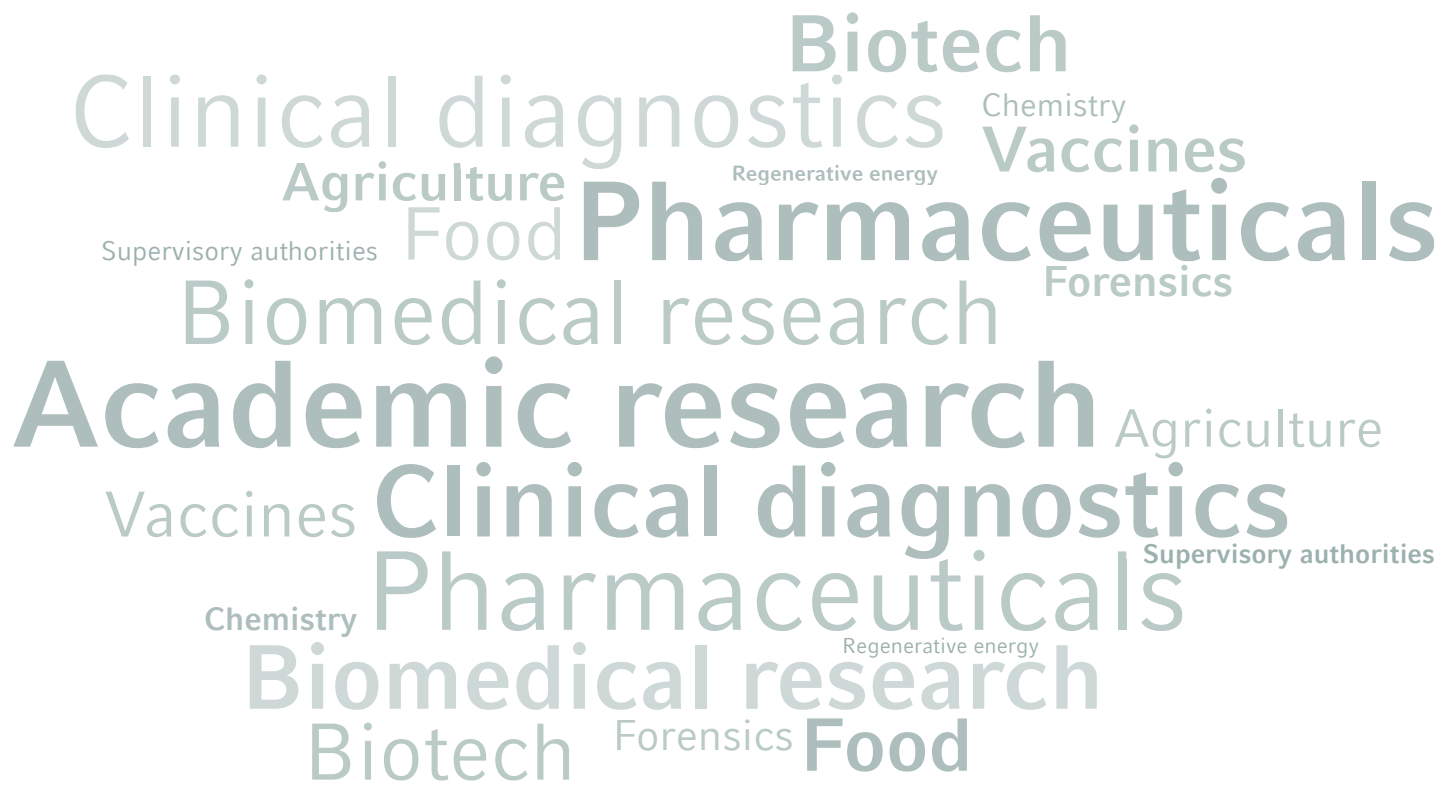 Biotech
Clinical diagnostics
Chemistry
Vaccines
Agriculture
Regenerative energy
Pharmaceuticals
Food
Supervisory authorities
Forensics
Biomedical research
Academic research
Agriculture
Vaccines
Clinical diagnostics
Supervisory authorities
Pharmaceuticals
Chemistry
Regenerative energy
Biomedical research
Biotech
Forensics
Food